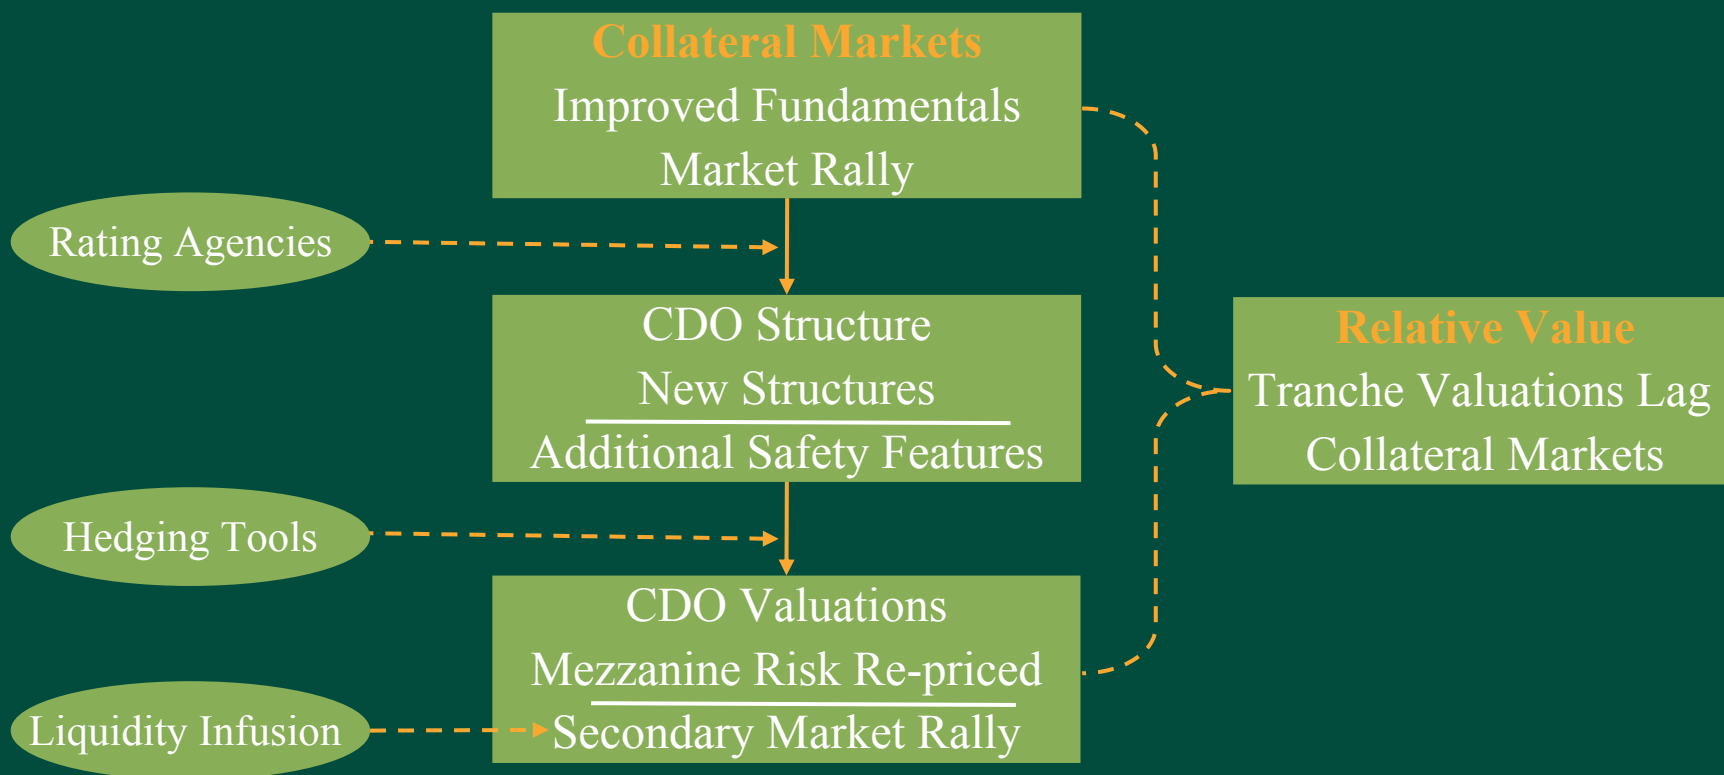 Collateral Markets
Improved Fundamentals
Market Rally
Rating Agencies
CDO Structure
New Structures
Additional Safety Features
Relative Value
Tranche Valuations Lag
Collateral Markets
Hedging Tools
CDO Valuations
Mezzanine Risk Re-priced
Secondary Market Rally
Liquidity Infusion